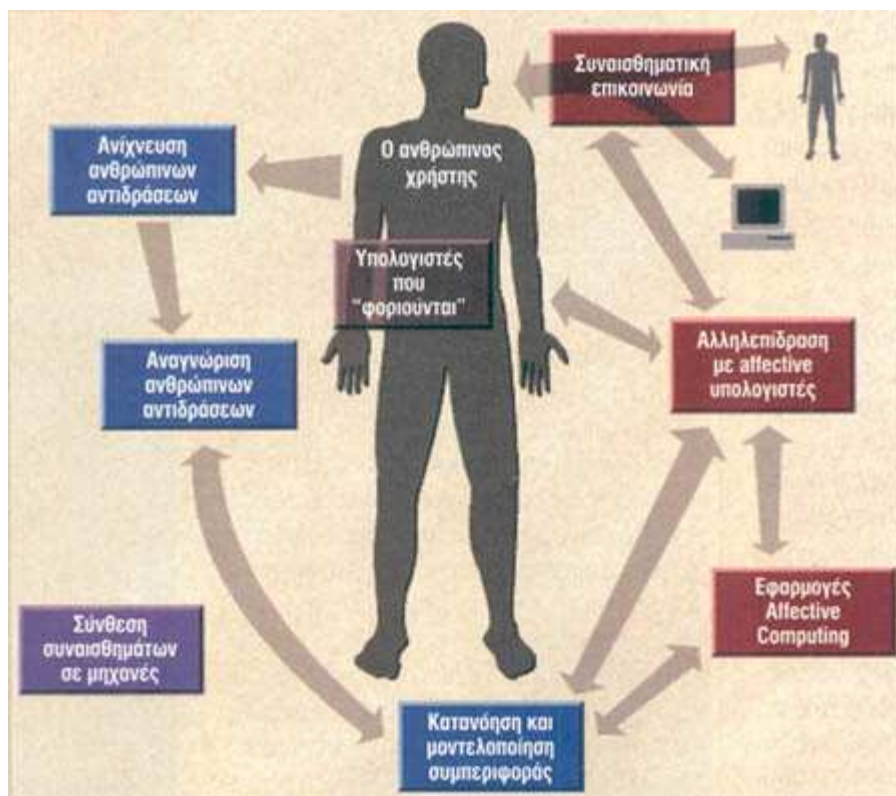 Συναισθηματική
επικοινωνία
Ανίχνευση
ανθρώπινων
αντιδράσεων
Ο ανθρώπινος
χρήστης
Υπολογιστές
που
"φοριούνται"
Αναγνώριση
ανθρώπινων
αντιδράσεων
Αλληλεπίδραση
με affective
υπολογιστές
Εφαρμογές
Affective
Computing
Σύνθεση
συναισθημάτων
σε μηχανές
Κατανόηση και
μοντελοποίηση
συμπεριφοράς